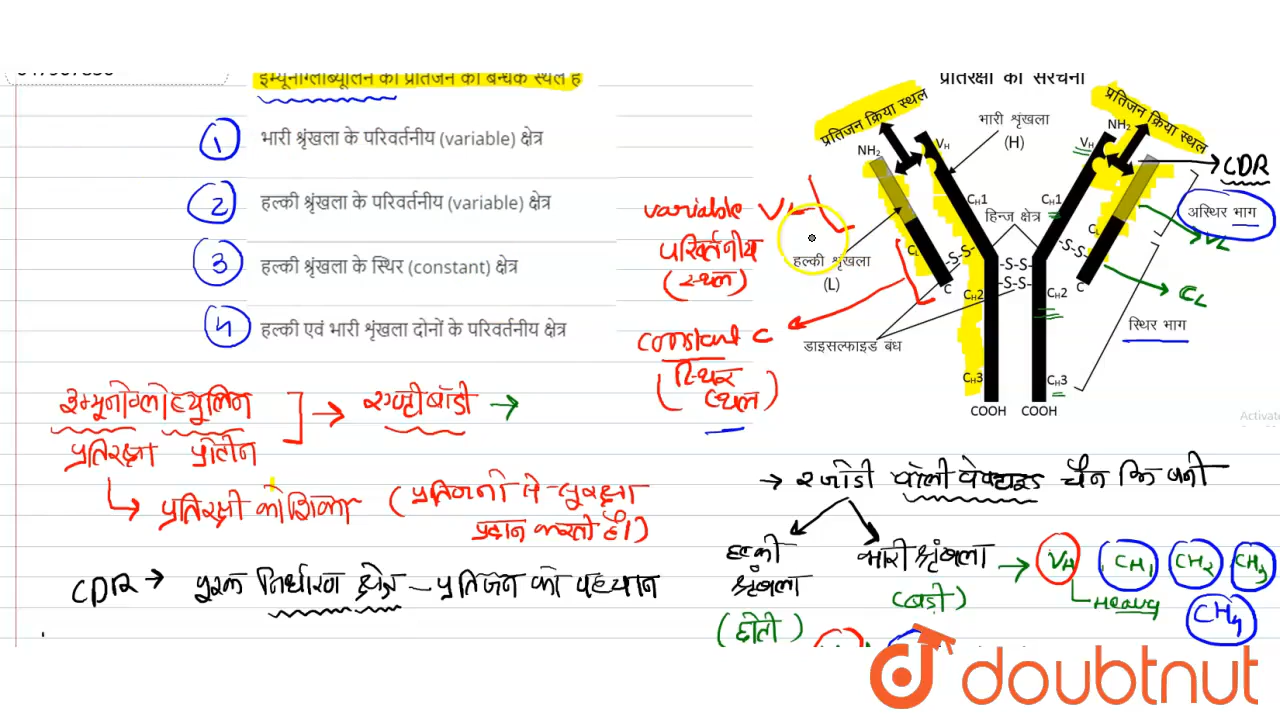 इम्यूनोग्लोब्यूलिन का प्रतिजन का बन्धक स्थल है
1 भारी श्रृंखला के परिवर्तनीय (variable) क्षेत्र
2 हल्की श्रृंखला के परिवर्तनीय (variable) क्षेत्र
3 हल्की श्रृंखला के स्थिर (constant) क्षेत्र
4 हल्की एवं भारी श्रृंखला दोनों के परिवर्तनीय क्षेत्र
प्रतिरक्षी की संरचना
प्रतिजन क्रिया स्थल
प्रतिजन क्रिया स्थल
भारी श्रृंखला
(H)
NH₂
NH₂
VH
VH
CDR
CH1
CH1
हिन्ज क्षेत्र
अस्थिर भाग
VL
variable VL
परिवर्तनीय
(स्थल)
हल्की श्रृंखला
(L)
CL
CL
-S-S-
-S-S-
-S-S-
-S-S-
C
C
CH2
CH2
CL
constant C
(स्थिर
स्थल)
डाइसल्फाइड बंध
स्थिर भाग
CH3
CH3
COOH
COOH
इम्यूनोग्लोब्यूलिन → एण्टीबॉडी →
प्रतिरक्षा प्रोटीन
→ प्रतिरक्षी कोशिका (प्रतिजनो से सुरक्षा
प्रदान करती है।)
CDR → पूरक निर्धारण क्षेत्र – प्रतिजन को पहचान
→ 2 जोडी पॉली पेप्टाइड चैन कि बनी
हल्की
श्रृंखला
(छोटी)
भारी श्रृंखला →
(बड़ी)
VH CH1 CH2 CH3
Heavy
CH4
doubtnut